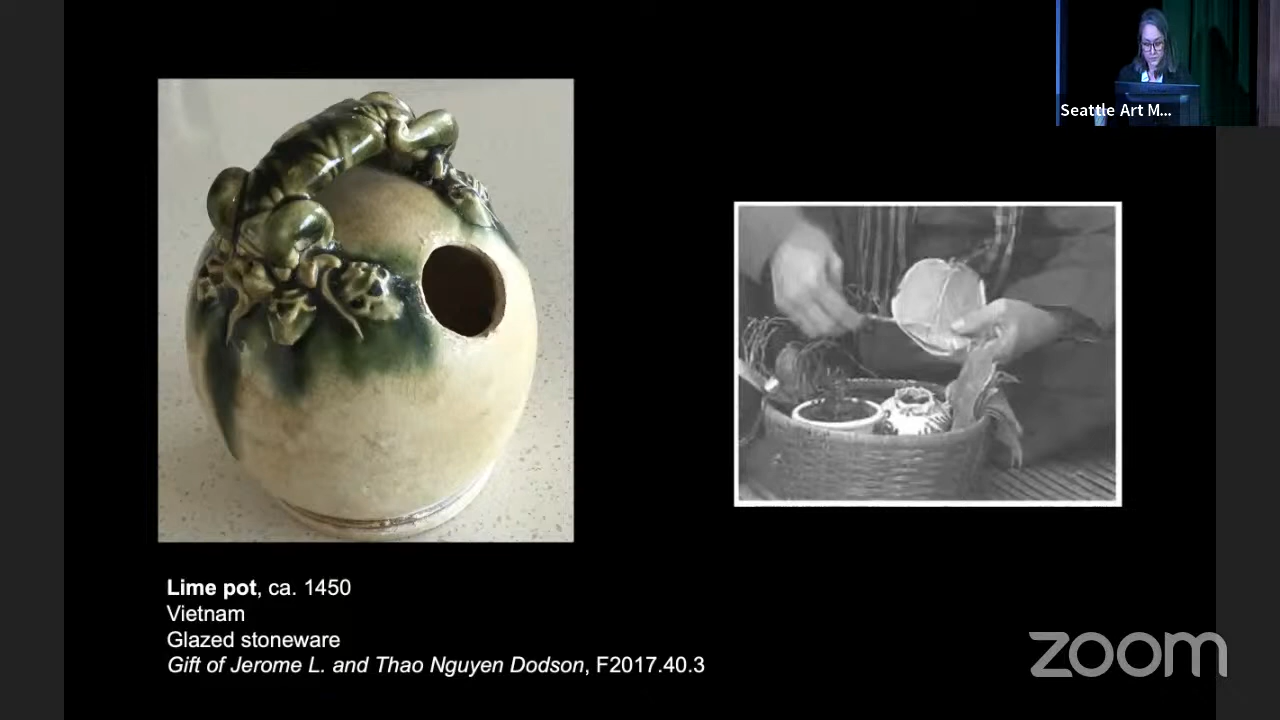 Seattle Art M...
Lime pot, ca. 1450
Vietnam
Glazed stoneware
Gift of Jerome L. and Thao Nguyen Dodson, F2017.40.3
zoom